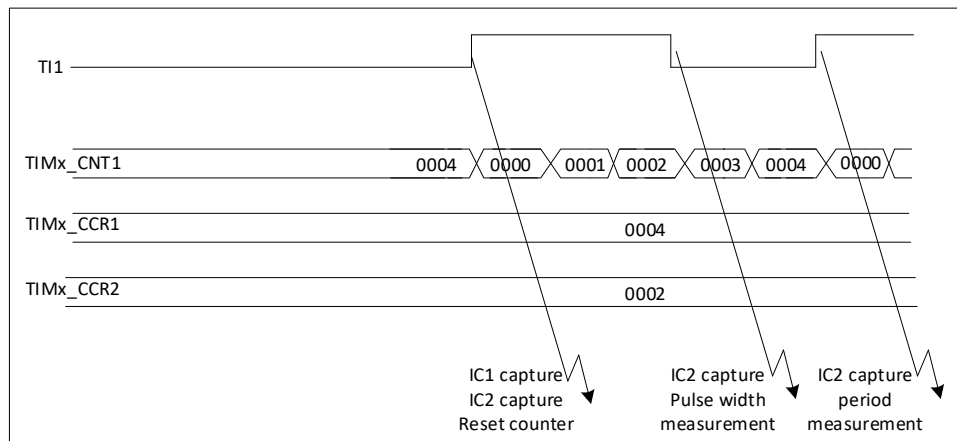 TI1
TIMx_CNT1
0004 0000 0001 0002 0003 0004 0000
TIMx_CCR1
0004
TIMx_CCR2
0002
IC1 capture
IC2 capture
Reset counter
IC2 capture
Pulse width
measurement
IC2 capture
period
measurement